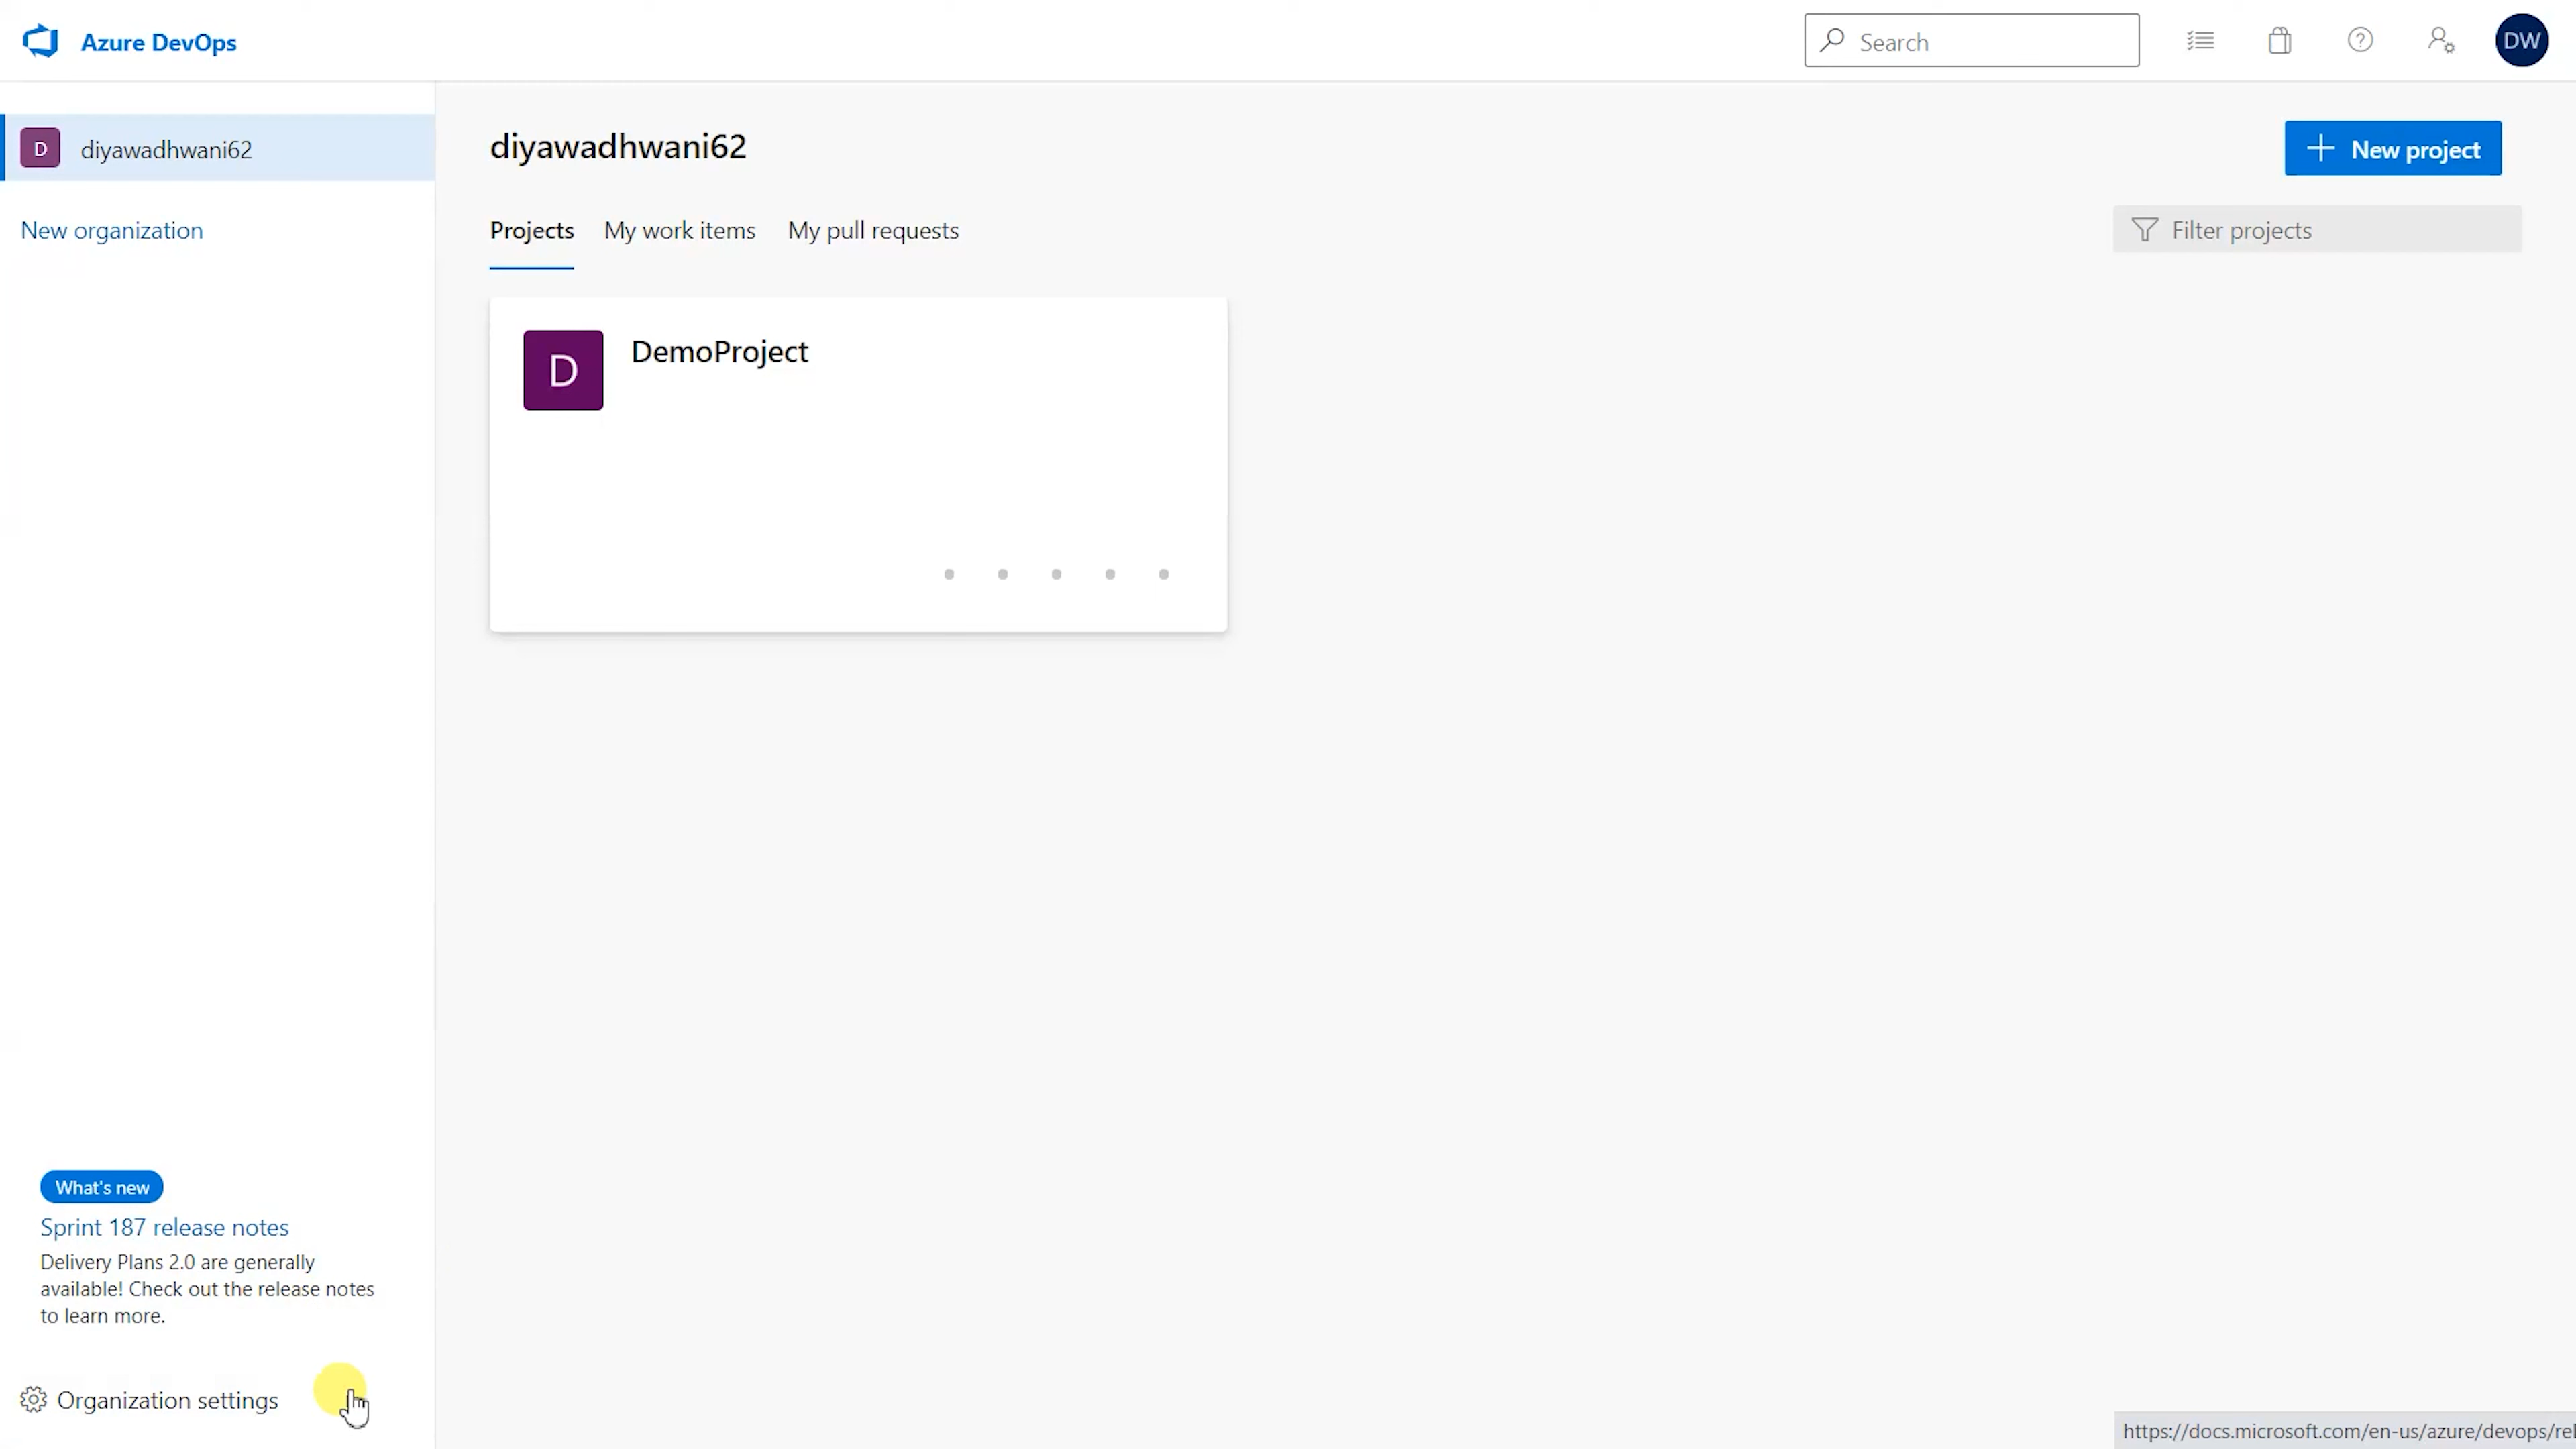 Azure DevOps
Search
DW
D
diyawadhwani62
New organization
diyawadhwani62
New project
Projects
My work items
My pull requests
Filter projects
D
DemoProject
What's new
Sprint 187 release notes
Delivery Plans 2.0 are generally
available! Check out the release notes
to learn more.
Organization settings
https://docs.microsoft.com/en-us/azure/devops/rel